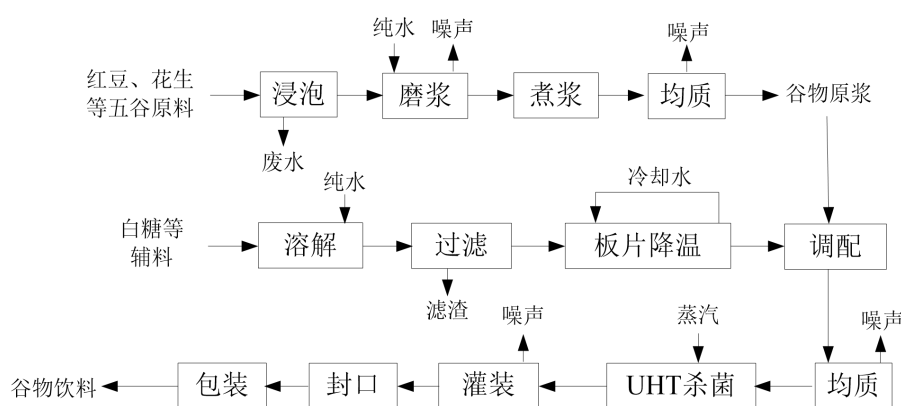 纯水
噪声
噪声
红豆、花生
等五谷原料
浸泡
磨浆
煮浆
均质
谷物原浆
废水
纯水
冷却水
白糖等
辅料
溶解
过滤
板片降温
调配
滤渣
噪声
蒸汽
噪声
谷物饮料
包装
封口
灌装
UHT杀菌
均质